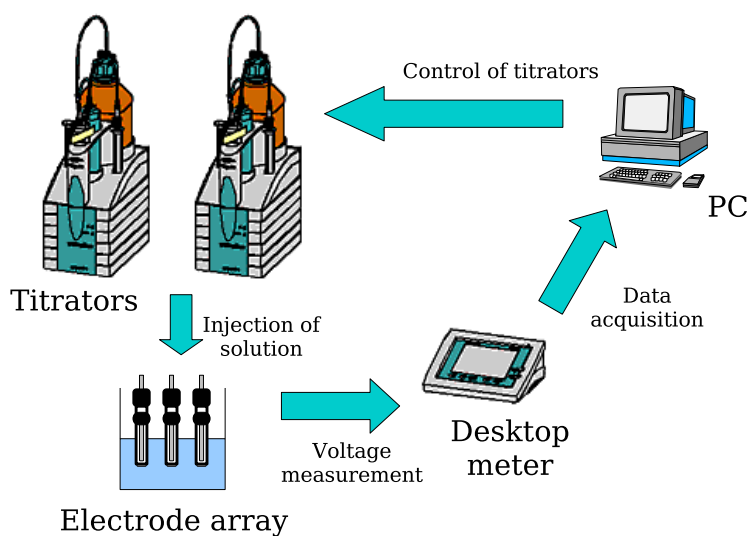 Control of titrators
PC
Titrators
Injection of
solution
Data
acquisition
Desktop
meter
Voltage
measurement
Electrode array